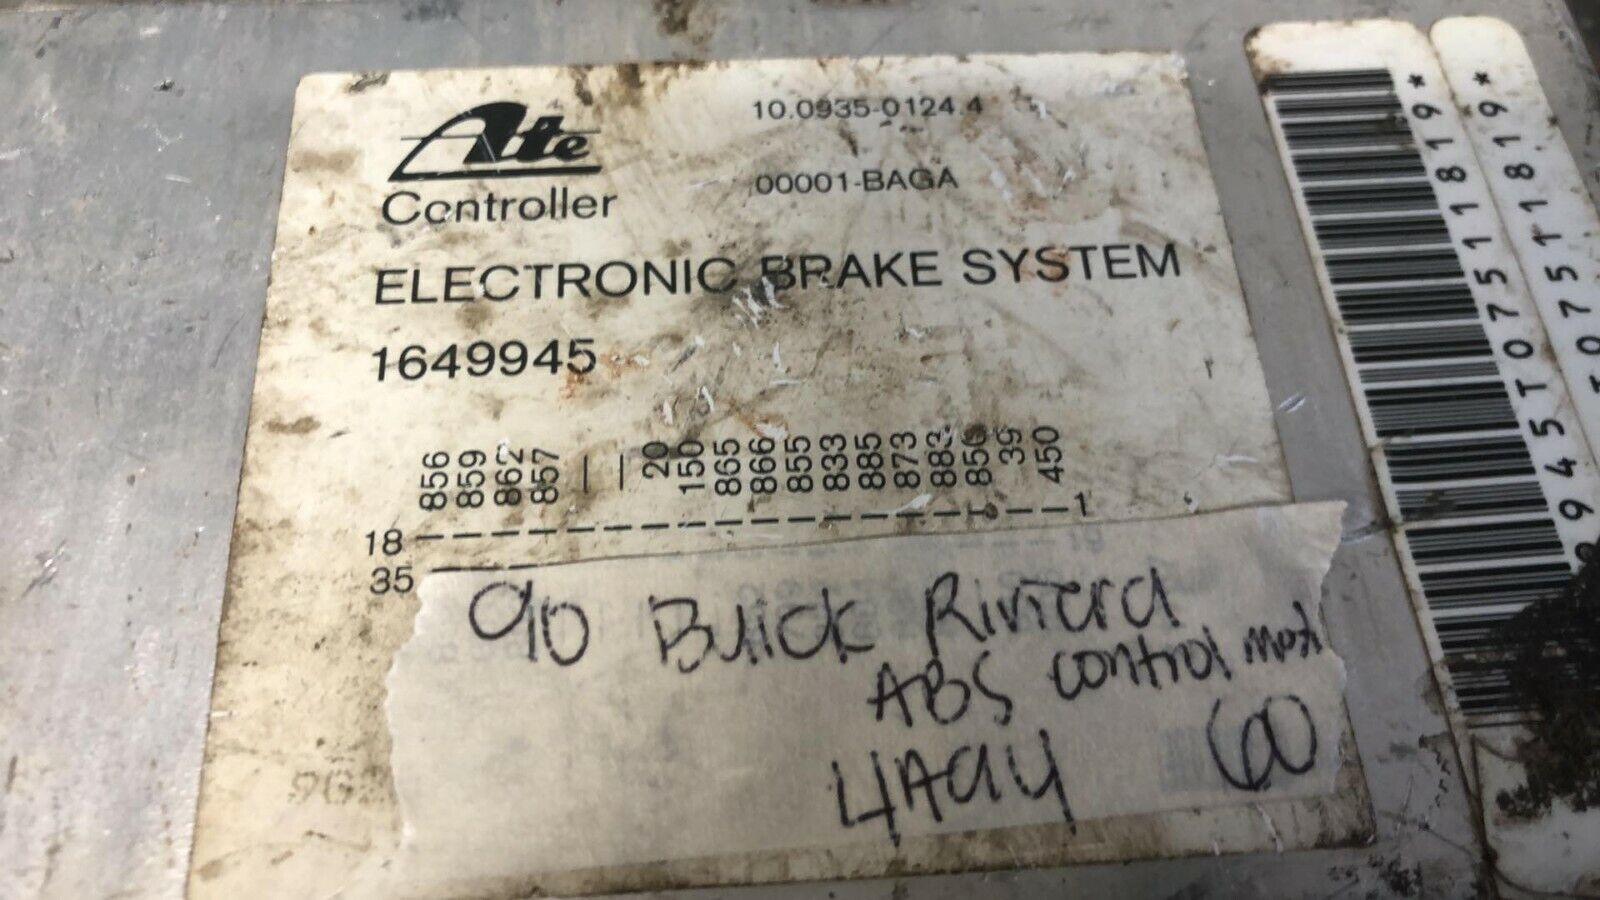 Ate
Controller
10.0935-0124.4
00001-BAGA
ELECTRONIC BRAKE SYSTEM
1649945
856 859 862 857 — — 20 150 865 866 855 833 885 873 883 850 39 450
18 – – – – – – – – – – – – – – – – – – 1
35
90 Buick Riviera
ABS control
4A94 60
9945T07511819*
T07511819*